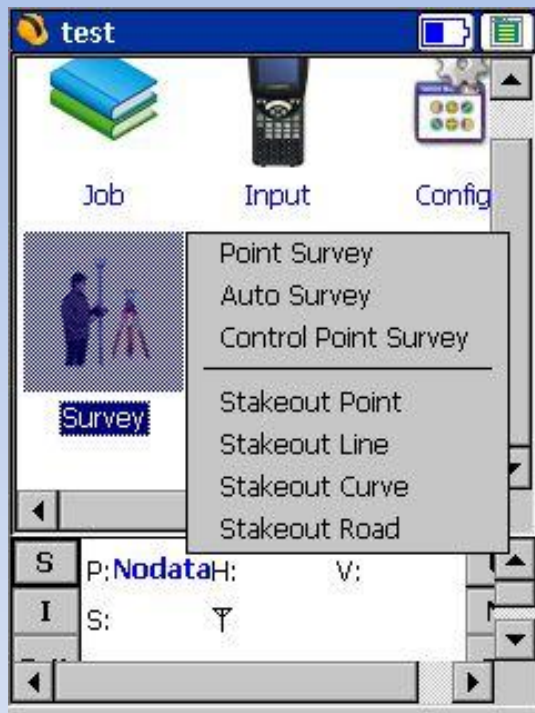 test
Job
Input
Config
Survey
Point Survey
Auto Survey
Control Point Survey
Stakeout Point
Stakeout Line
Stakeout Curve
Stakeout Road
S
P:NodataH: V:
I
S: